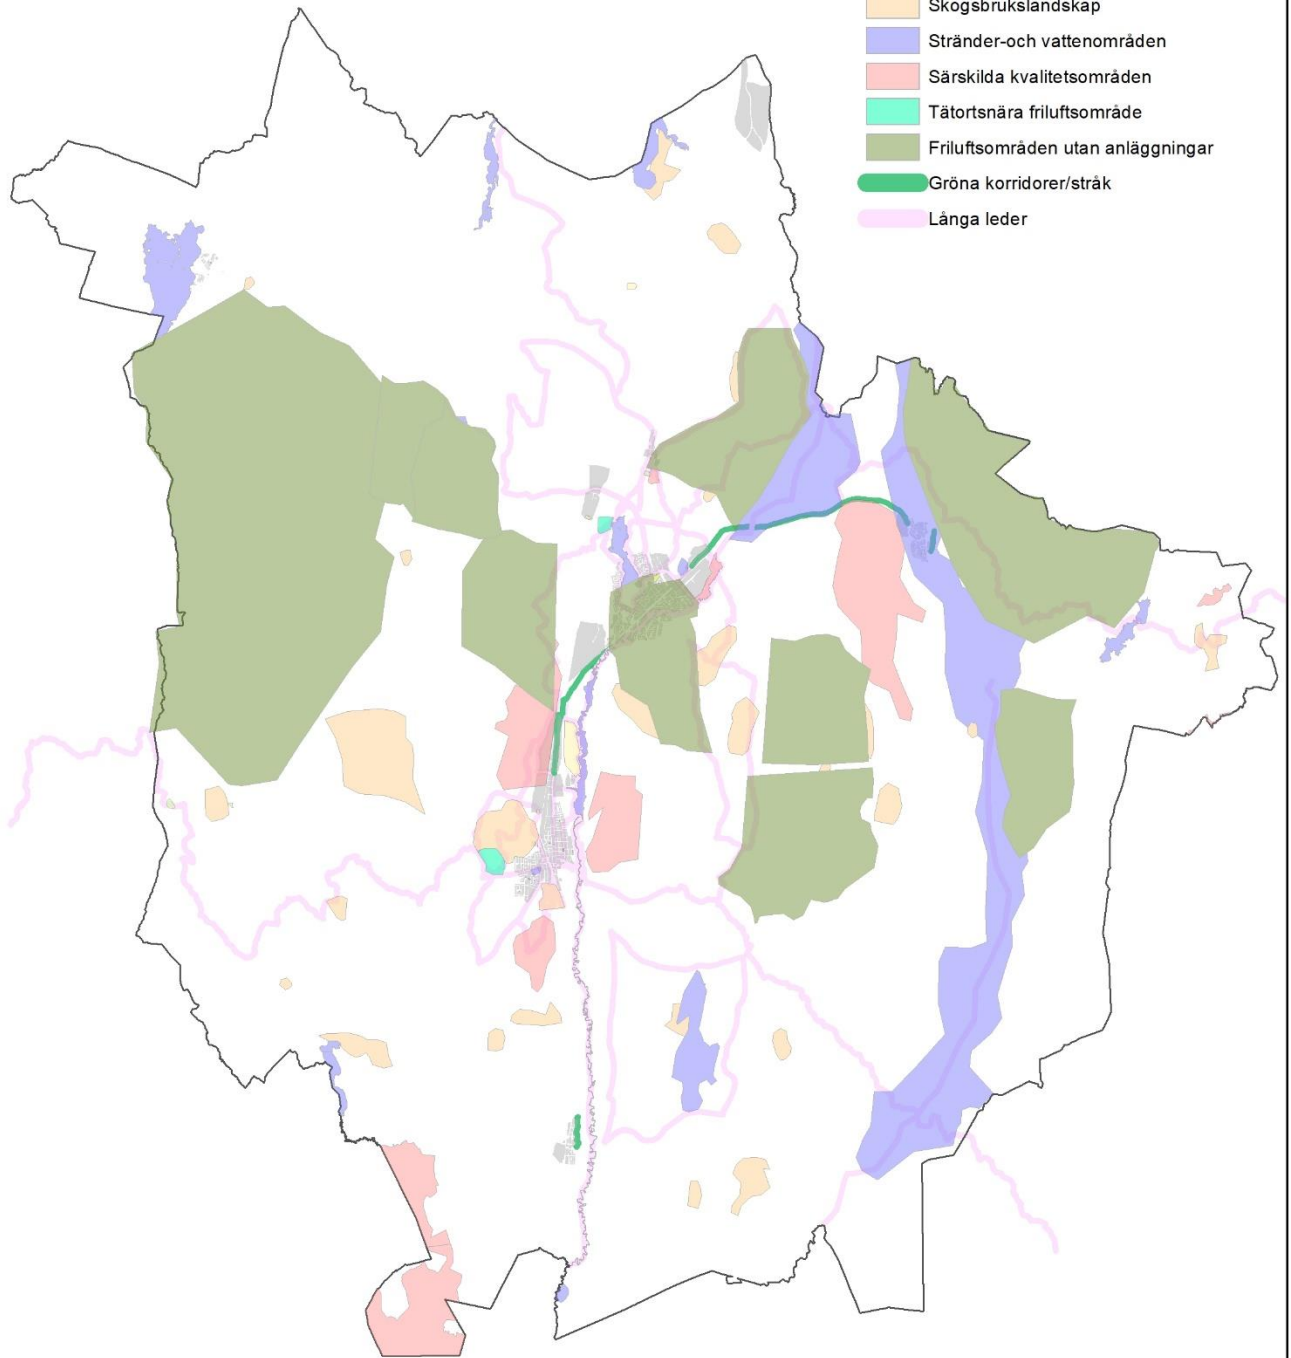 Skogsbrukslandskap
Stränder-och vattenområden
Särskilda kvalitetsområden
Tätortsnära friluftsområde
Friluftsområden utan anläggningar
Gröna korridorer/stråk
Långa leder